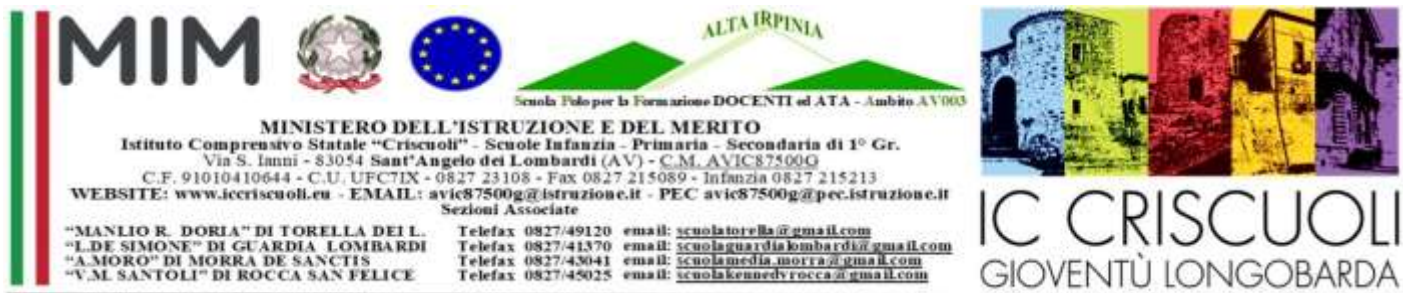 MIM
ALTA IRPINIA
Scuola Polo per la Formazione DOCENTI ed ATA - Ambito AV003
MINISTERO DELL'ISTRUZIONE E DEL MERITO
Istituto Comprensivo Statale “Criscuoli” - Scuole Infanzia - Primaria - Secondaria di 1° Gr.
Via S. Ianni - 83054 Sant'Angelo dei Lombardi (AV) - C.M. AVIC87500G
C.F. 91010410644 - C.U. UFC7IX - 0827 23108 - Fax 0827 215089 - Infanzia 0827 215213
WEBSITE: www.iccriscuoli.eu - EMAIL: avic87500g@istruzione.it - PEC avic87500g@pec.istruzione.it
Sezioni Associate
“MANLIO R. DORIA” DI TORELLA DEI L. Telefax 0827/49120 email: scuolatorella@gmail.com
“L.DE SIMONE” DI GUARDIA LOMBARDI Telefax 0827/41370 email: scuolaguardialombardi@gmail.com
“A.MORO” DI MORRA DE SANCTIS Telefax 0827/43041 email: scuolamedia.morra@gmail.com
“V.M. SANTOLI” DI ROCCA SAN FELICE Telefax 0827/45025 email: scuolakennedyrocca@gmail.com
IC CRISCUOLI
GIOVENTÙ LONGOBARDA